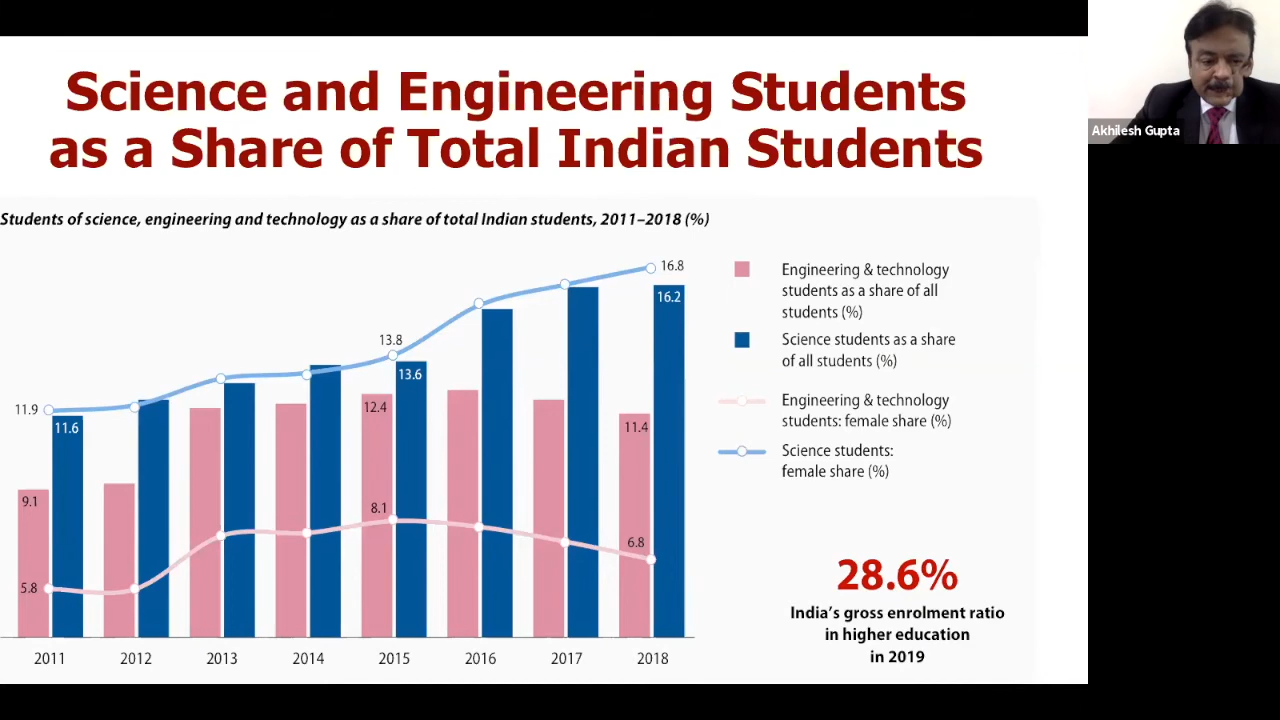 Science and Engineering Students
as a Share of Total Indian Students
Akhilesh Gupta
Students of science, engineering and technology as a share of total Indian students, 2011–2018 (%)
16.8
16.2
13.8
13.6
12.4
11.9
11.6
11.4
9.1
8.1
6.8
5.8
2011 2012 2013 2014 2015 2016 2017 2018
Engineering & technology
students as a share of all
students (%)
Science students as a share
of all students (%)
Engineering & technology
students: female share (%)
Science students:
female share (%)
28.6%
India's gross enrolment ratio
in higher education
in 2019